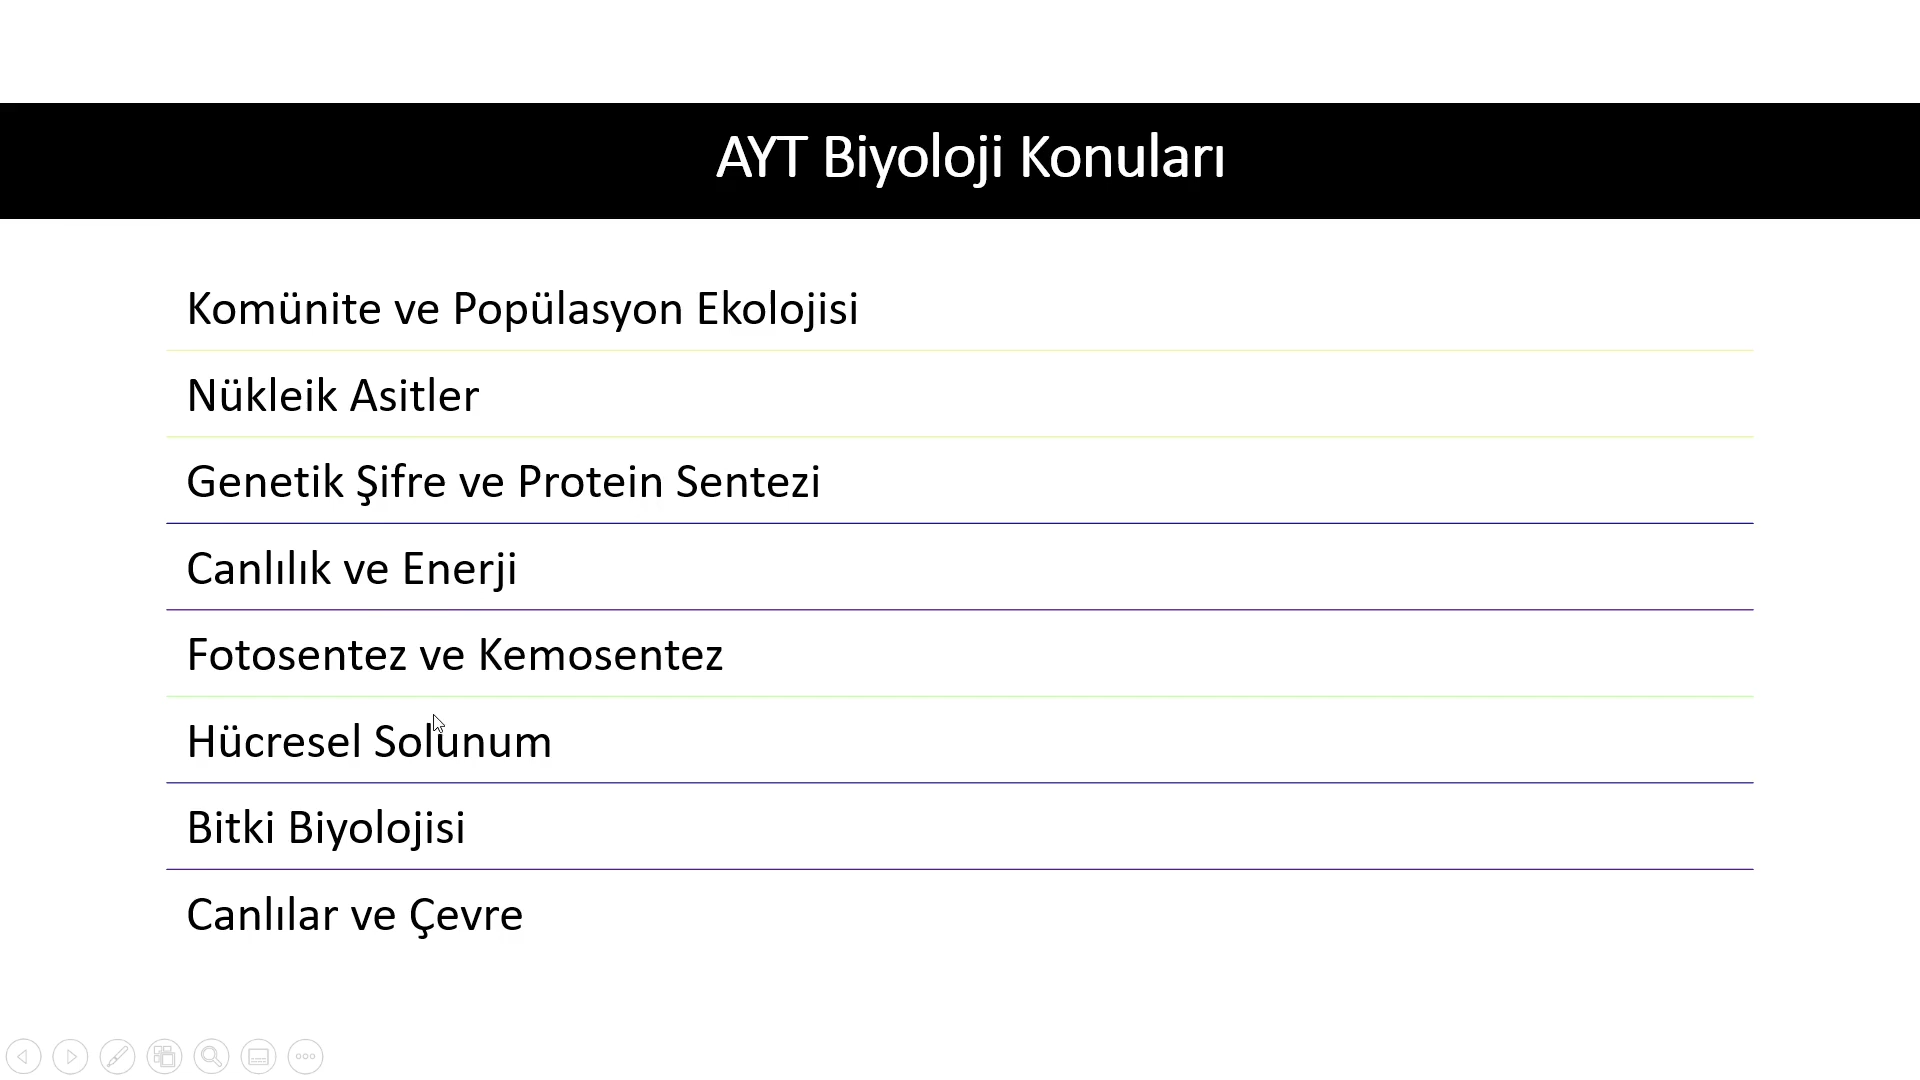 AYT Biyoloji Konuları
Komünite ve Popülasyon Ekolojisi
Nükleik Asitler
Genetik Şifre ve Protein Sentezi
Canlılık ve Enerji
Fotosentez ve Kemosentez
Hücresel Solunum
Bitki Biyolojisi
Canlılar ve Çevre